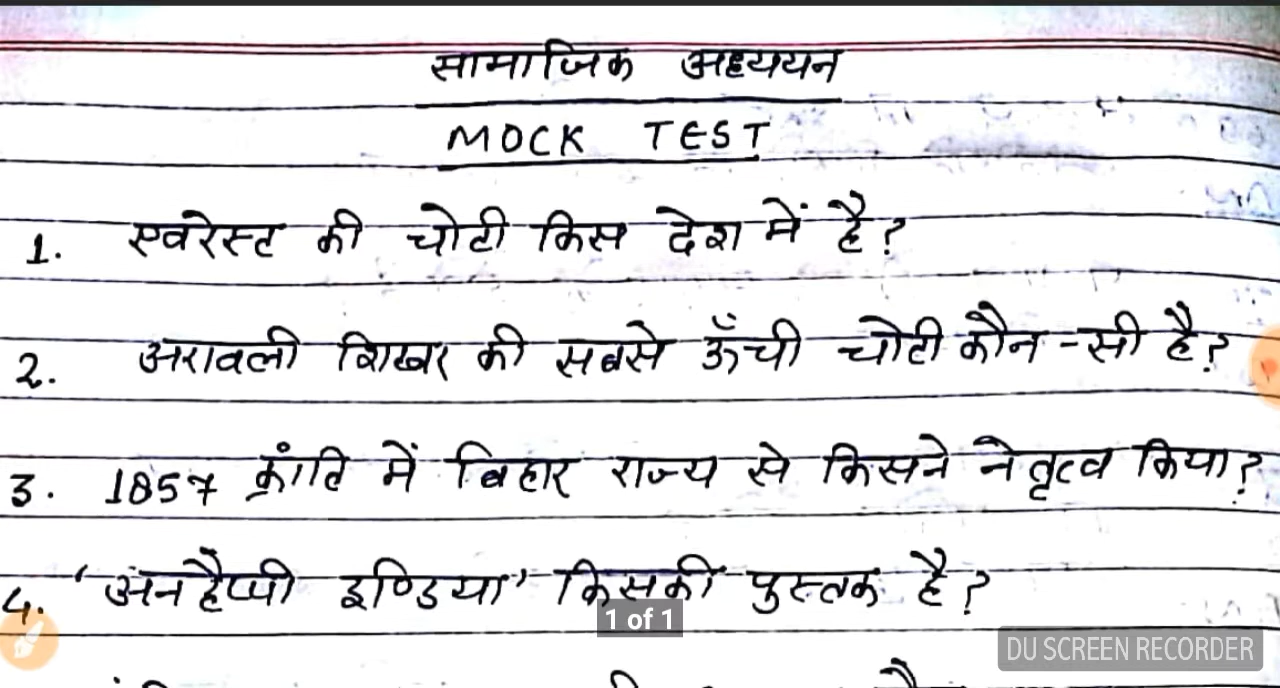 सामाजिक अध्ययन
MOCK TEST
1. एवरेस्ट की चोटी किस देश में है?
2. अरावली शिखर की सबसे ऊँची चोटी कौन-सी है?
3. 1857 क्रांति में बिहार राज्य से किसने नेतृत्व किया?
4. 'अनहैप्पी इण्डिया' किसकी पुस्तक है?
1 of 1
DU SCREEN RECORDER